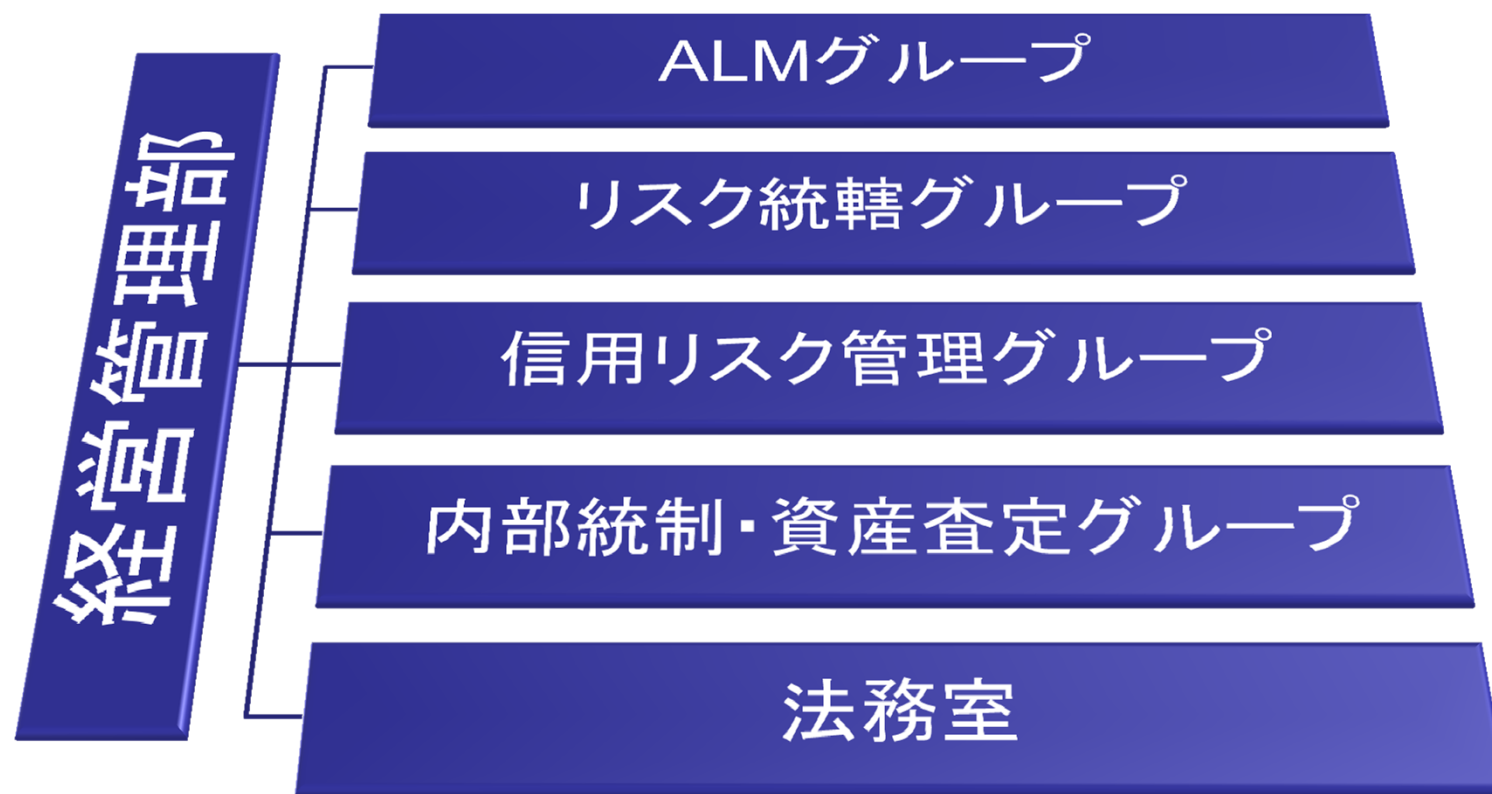 経営管理部
ALMグループ
リスク統轄グループ
信用リスク管理グループ
内部統制・資産査定グループ
法務室